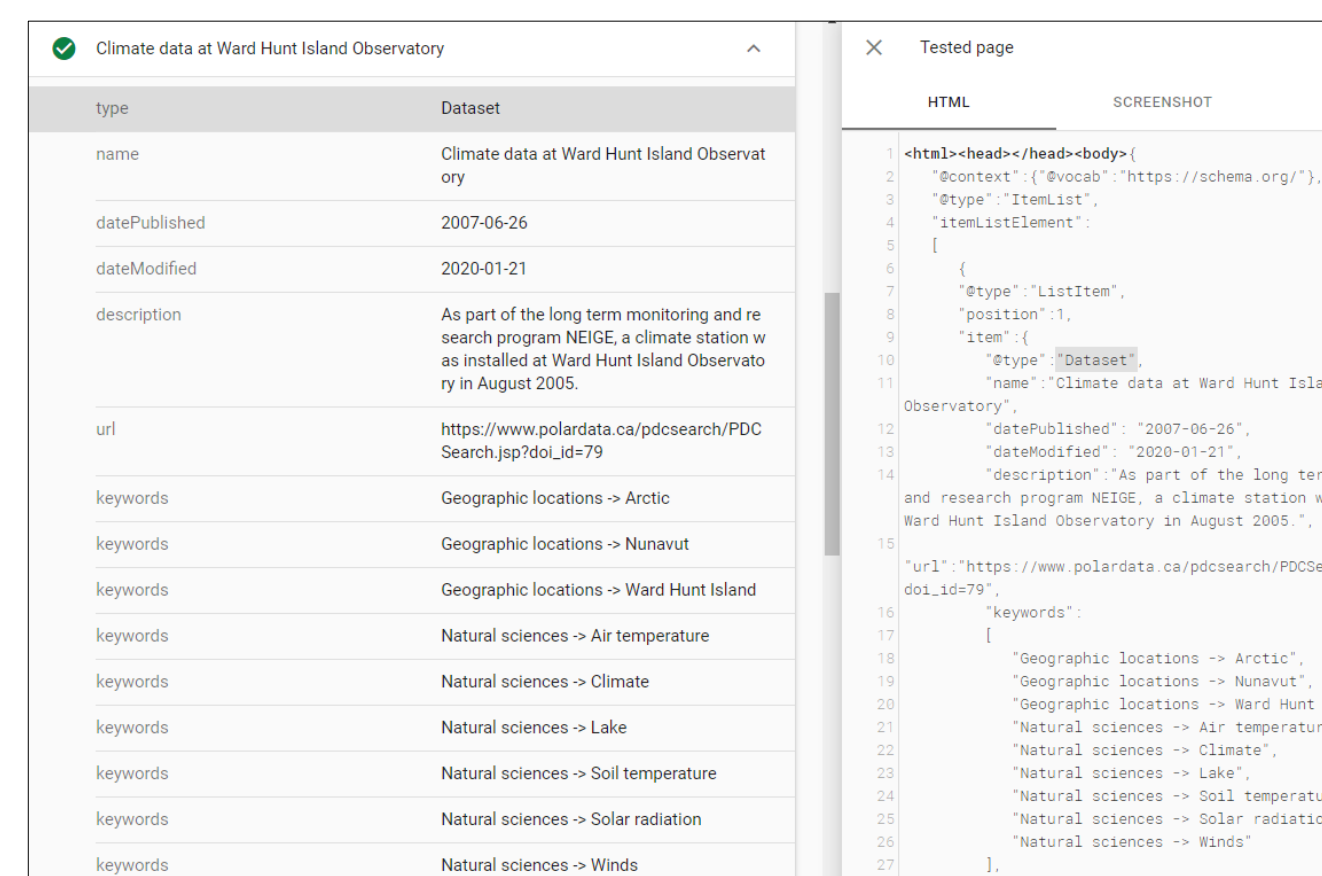 Climate data at Ward Hunt Island Observatory
type Dataset
name Climate data at Ward Hunt Island Observat
ory
datePublished 2007-06-26
dateModified 2020-01-21
description As part of the long term monitoring and re
search program NEIGE, a climate station w
as installed at Ward Hunt Island Observato
ry in August 2005.
url https://www.polardata.ca/pdcsearch/PDC
Search.jsp?doi_id=79
keywords Geographic locations -> Arctic
keywords Geographic locations -> Nunavut
keywords Geographic locations -> Ward Hunt Island
keywords Natural sciences -> Air temperature
keywords Natural sciences -> Climate
keywords Natural sciences -> Lake
keywords Natural sciences -> Soil temperature
keywords Natural sciences -> Solar radiation
keywords Natural sciences -> Winds
Tested page
HTML SCREENSHOT
1 <html><head></head><body>{
2 "@context":{"@vocab":"https://schema.org/"},
3 "@type":"ItemList",
4 "itemListElement":
5 [
6 {
7 "@type":"ListItem",
8 "position":1,
9 "item":{
10 "@type":"Dataset",
11 "name":"Climate data at Ward Hunt Isla
Observatory",
12 "datePublished": "2007-06-26",
13 "dateModified": "2020-01-21",
14 "description":"As part of the long ter
and research program NEIGE, a climate station w
Ward Hunt Island Observatory in August 2005.",
15
"url":"https://www.polardata.ca/pdcsearch/PDCSe
doi_id=79",
16 "keywords":
17 [
18 "Geographic locations -> Arctic",
19 "Geographic locations -> Nunavut",
20 "Geographic locations -> Ward Hunt
21 "Natural sciences -> Air temperatur
22 "Natural sciences -> Climate",
23 "Natural sciences -> Lake",
24 "Natural sciences -> Soil temperatu
25 "Natural sciences -> Solar radiatio
26 "Natural sciences -> Winds"
27 ],